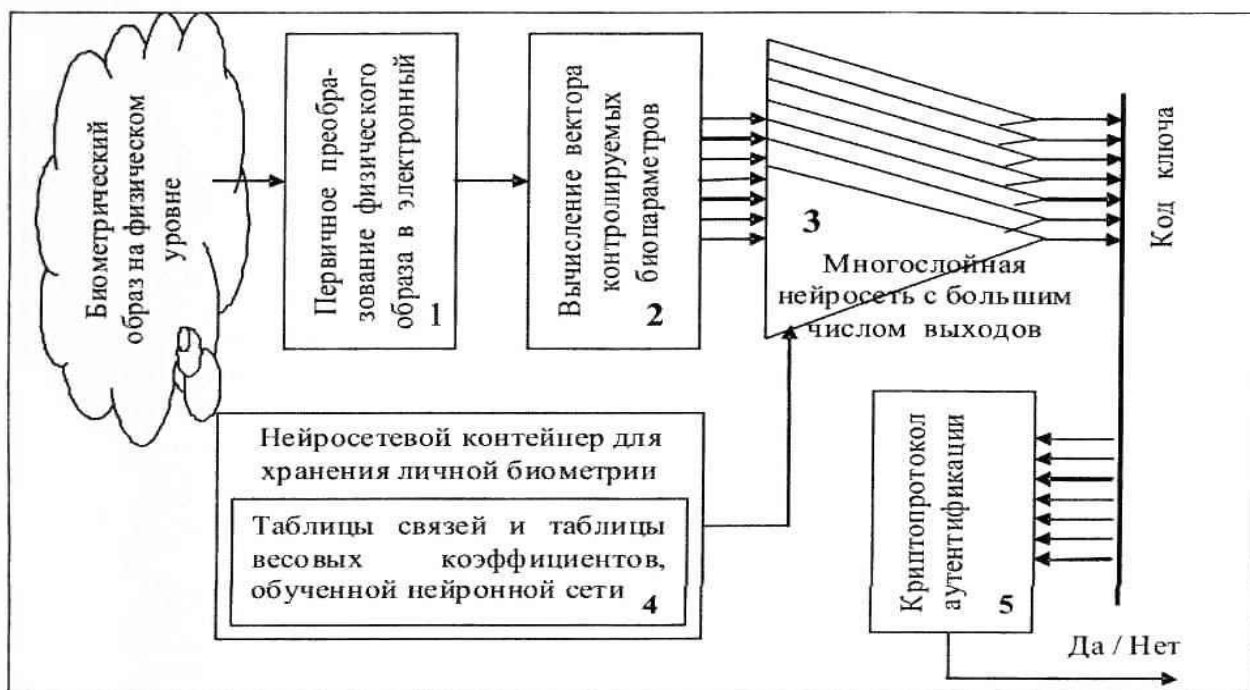 Биометрический
образ на физическом
уровне
Первичное преобра-
зование физического
образа в электронный
1
Вычисление вектора
контролируемых
биопараметров
2
3
Многослойная
нейросеть с большим
числом выходов
Код ключа
Нейросетевой контейнер для
хранения личной биометрии
Таблицы связей и таблицы
весовых коэффициентов,
обученной нейронной сети
4
Криптопротокол
аутентификации
5
Да / Нет